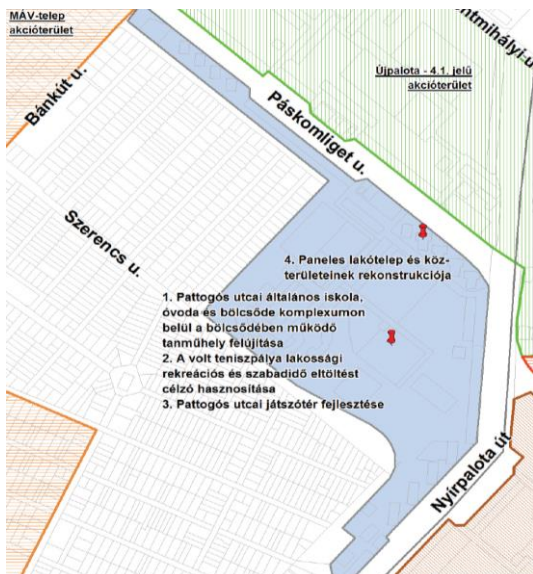 MÁV-telep
akcióterület
Bánkút u.
ntmihályi-u
Újpalota - 4.1. jelű
akcióterület
Páskomliget u.
Szerencs u.
4. Paneles lakótelep és köz-
területeinek rekonstrukciója
1. Pattogós utcai általános iskola,
óvoda és bölcsőde komplexumon
belül a bölcsődében működő
tanműhely felújítása
2. A volt teniszpálya lakossági
rekreációs és szabadidő eltöltést
célzó hasznosítása
3. Pattogós utcai játszótér fejlesztése
Nyírpalota út